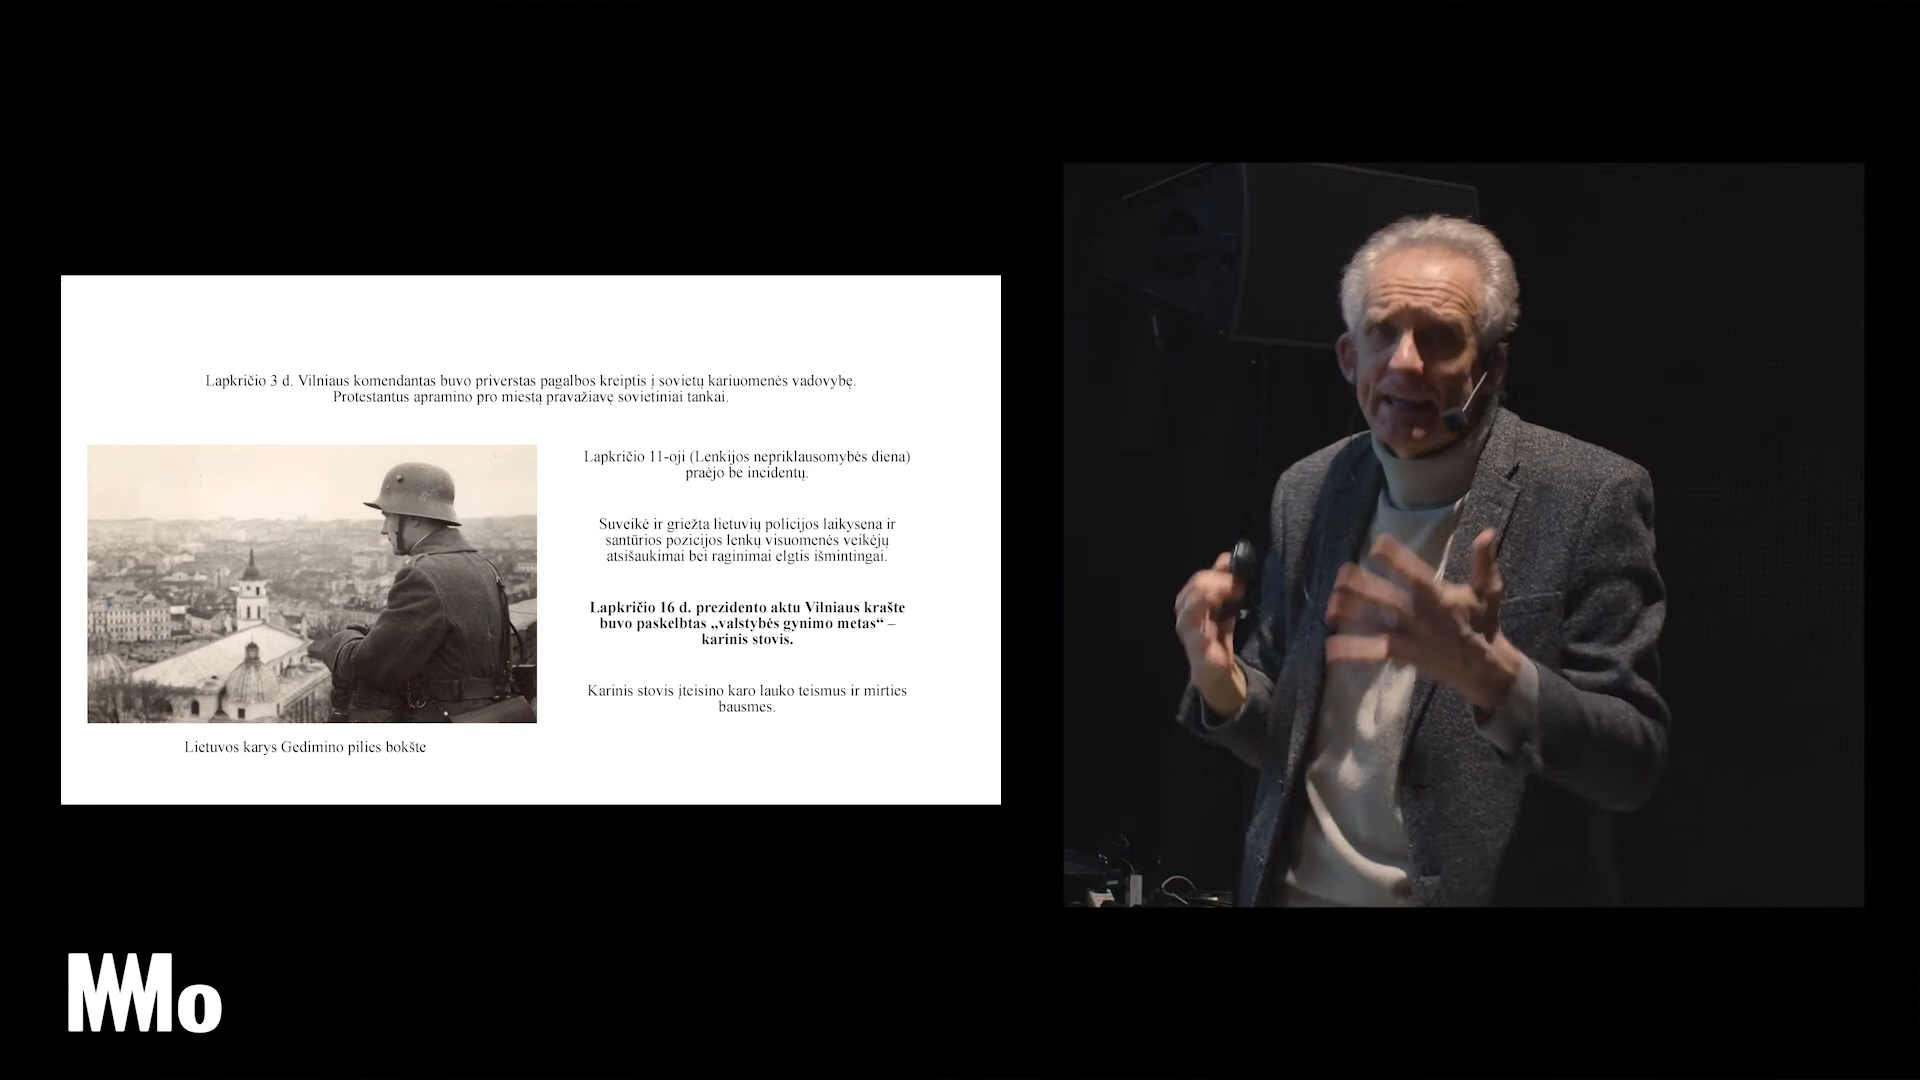 Lapkričio 3 d. Vilniaus komendantas buvo priverstas pagalbos kreiptis į sovietų kariuomenės vadovybę.
Protestantus apramino pro miestą pravažiavę sovietiniai tankai.
Lapkričio 11-oji (Lenkijos nepriklausomybės diena)
praėjo be incidentų.
Suveikė ir griežta lietuvių policijos laikysena ir
santūrios pozicijos lenkų visuomenės veikėjų
atsišaukimai bei raginimai elgtis išmintingai.
Lapkričio 16 d. prezidento aktu Vilniaus krašte
buvo paskelbtas „valstybės gynimo metas“ –
karinis stovis.
Karinis stovis įteisino karo lauko teismus ir mirties
bausmes.
Lietuvos karys Gedimino pilies bokšte
MMo